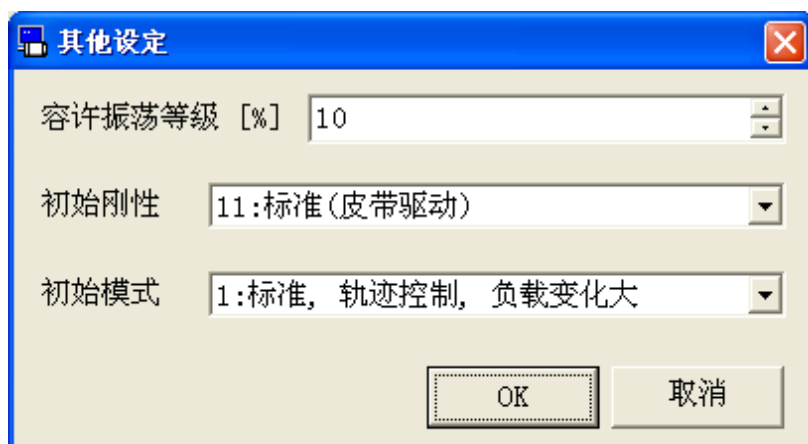 其他设定
容许振荡等级 [%] 10
初始刚性 11:标准(皮带驱动)
初始模式 1:标准, 轨迹控制, 负载变化大
OK 取消